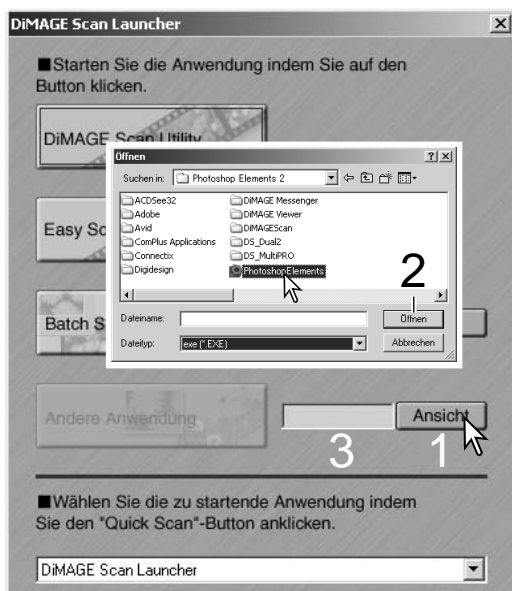 DiMAGE Scan Launcher
■Starten Sie die Anwendung indem Sie auf den
Button klicken.
DiMAGE Scan Utility
Öffnen
Suchen in: Photoshop Elements 2
ACDSee32
Adobe
Avid
ComPlus Applications
Connectix
Digidesign
DiMAGE Messenger
DiMAGE Viewer
DiMAGEScan
DS_Dual2
DS_MultiPRO
PhotoshopElements
2
Dateiname:
Öffnen
Dateityp: exe (*.EXE)
Abbrechen
Easy Sc
Batch S
Andere Anwendung
Ansicht
3
1
■Wählen Sie die zu startende Anwendung indem
Sie den "Quick Scan"-Button anklicken.
DiMAGE Scan Launcher